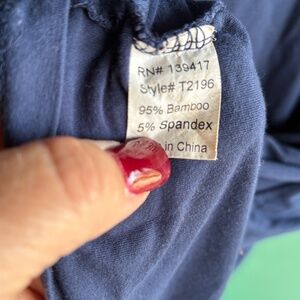 RN# 139417
Style# T2196
95% Bamboo
5% Spandex
in China